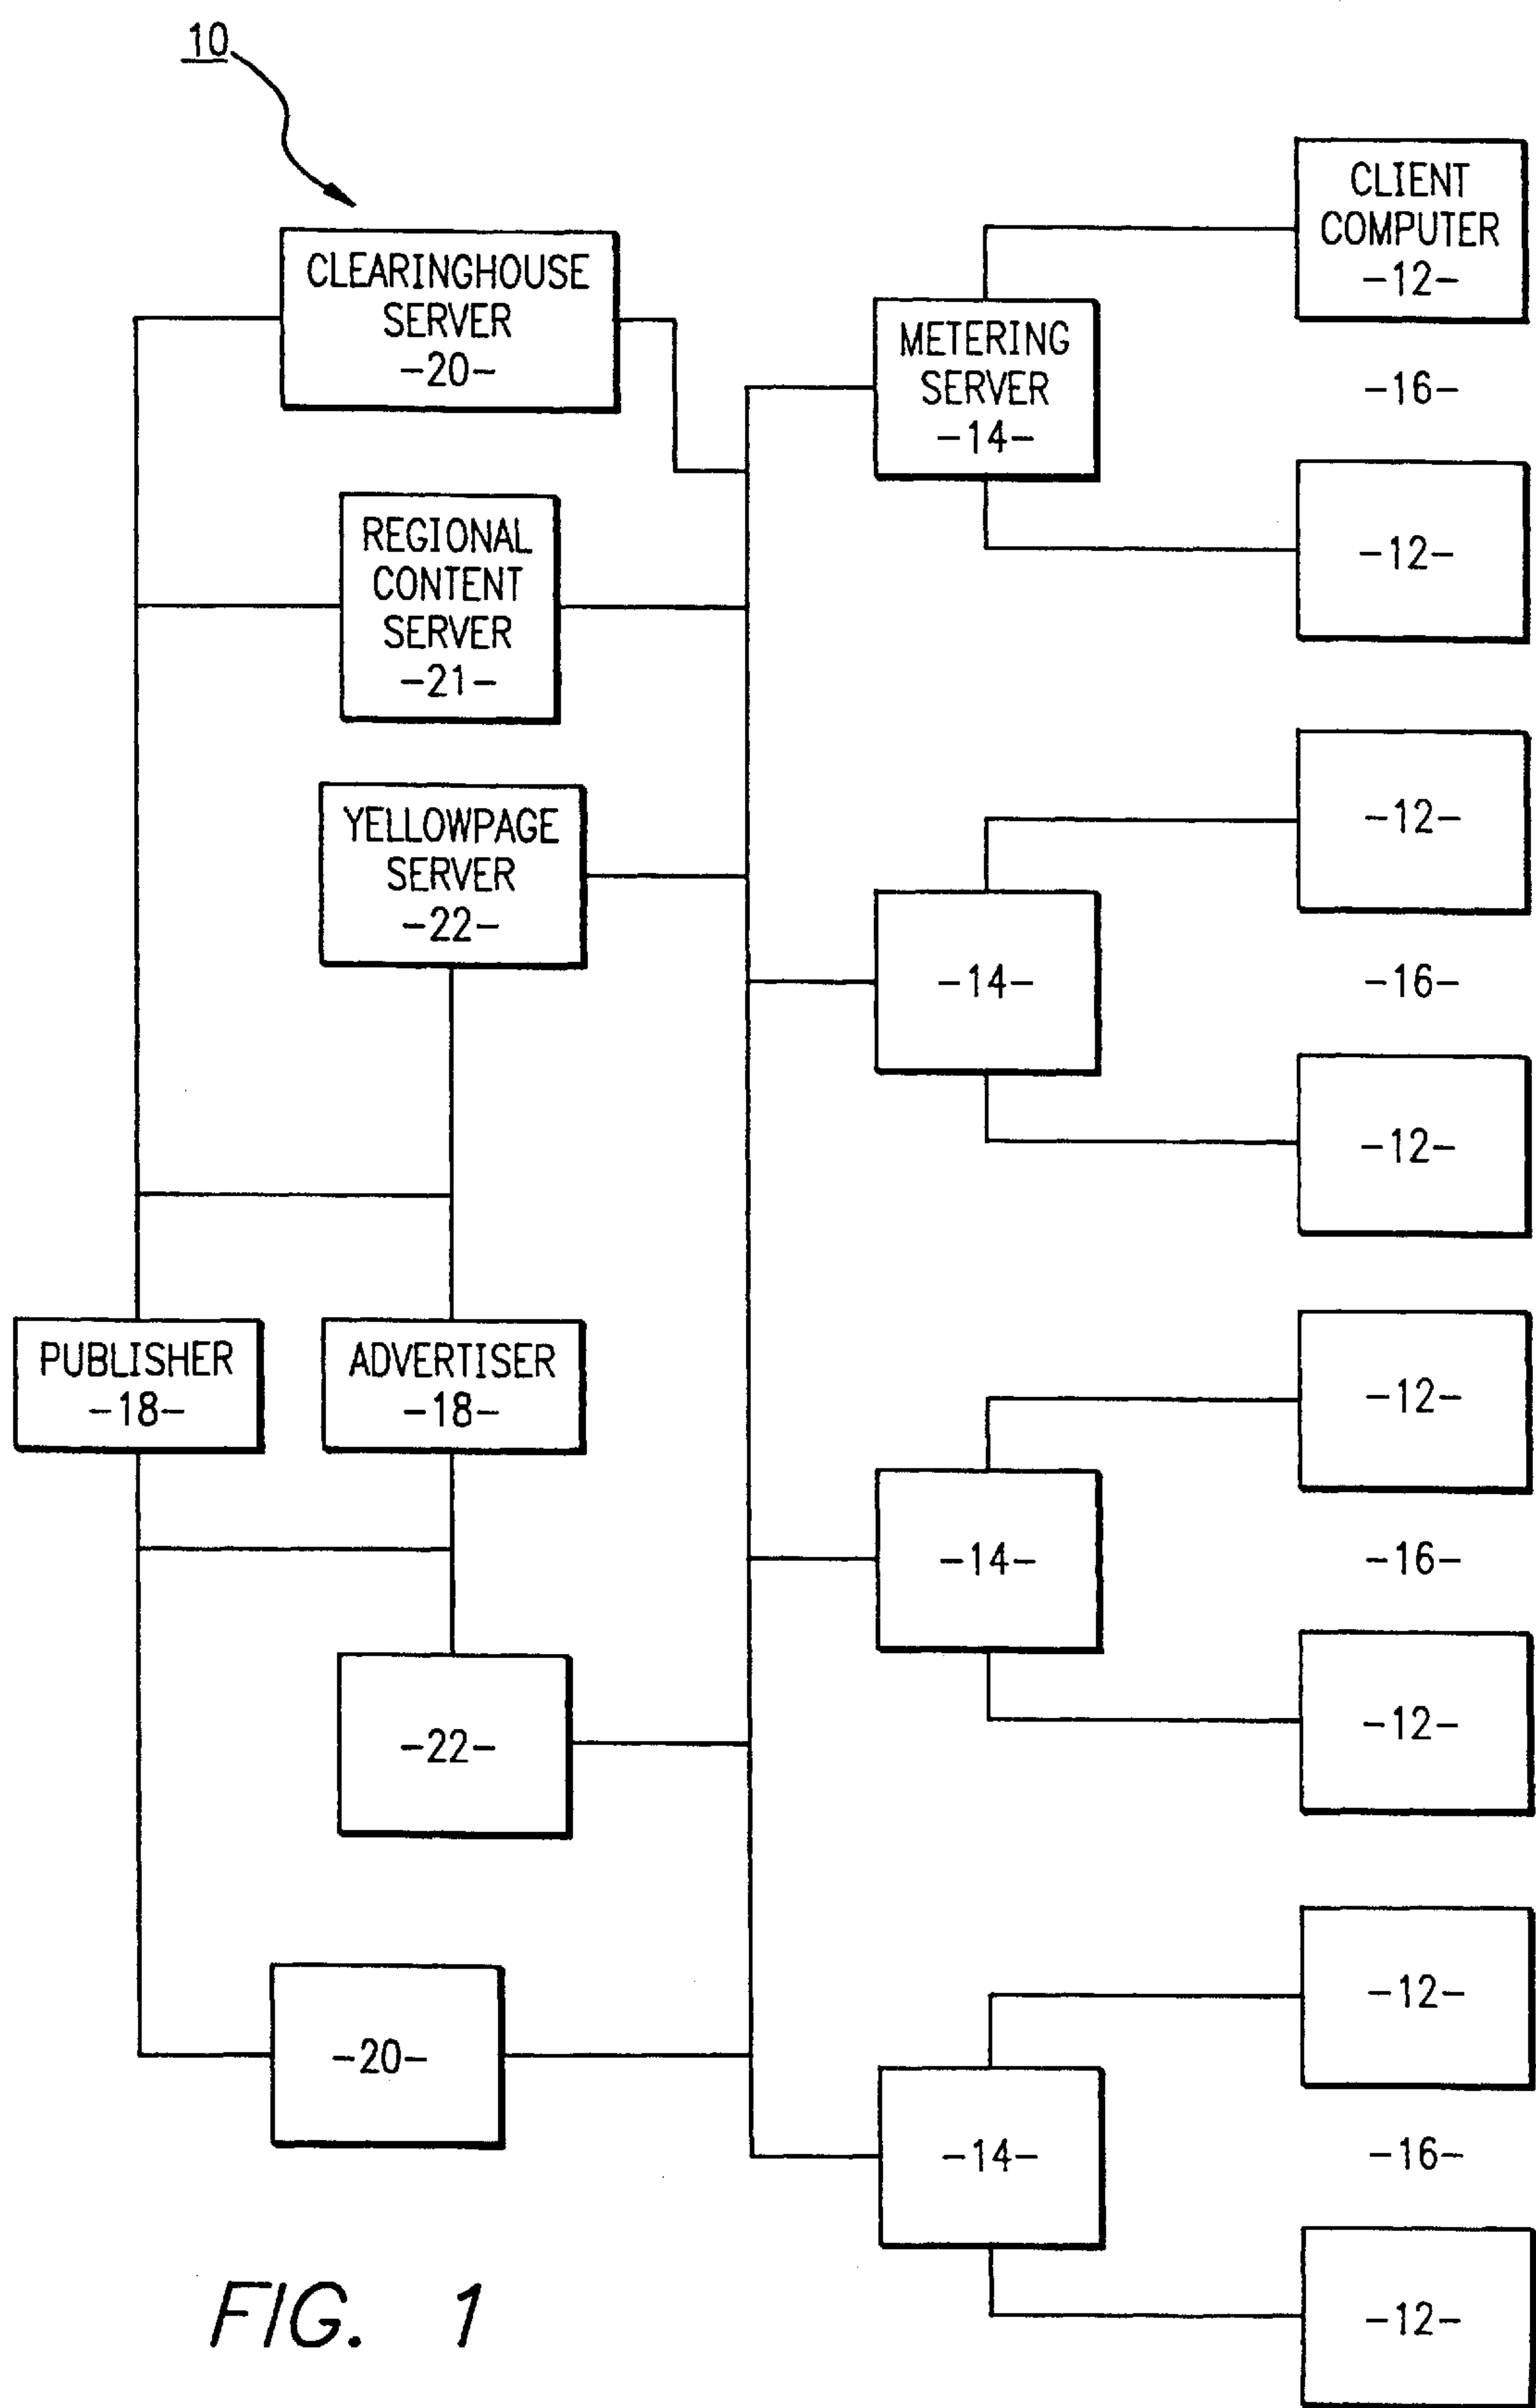 10
CLEARINGHOUSE
SERVER
-20-
REGIONAL
CONTENT
SERVER
-21-
YELLOWPAGE
SERVER
-22-
PUBLISHER
-18-
ADVERTISER
-18-
-22-
-20-
METERING
SERVER
-14-
-14-
-14-
-14-
CLIENT
COMPUTER
-12-
-16-
-12-
-12-
-16-
-12-
-12-
-16-
-12-
-12-
-16-
-12-
FIG. 1